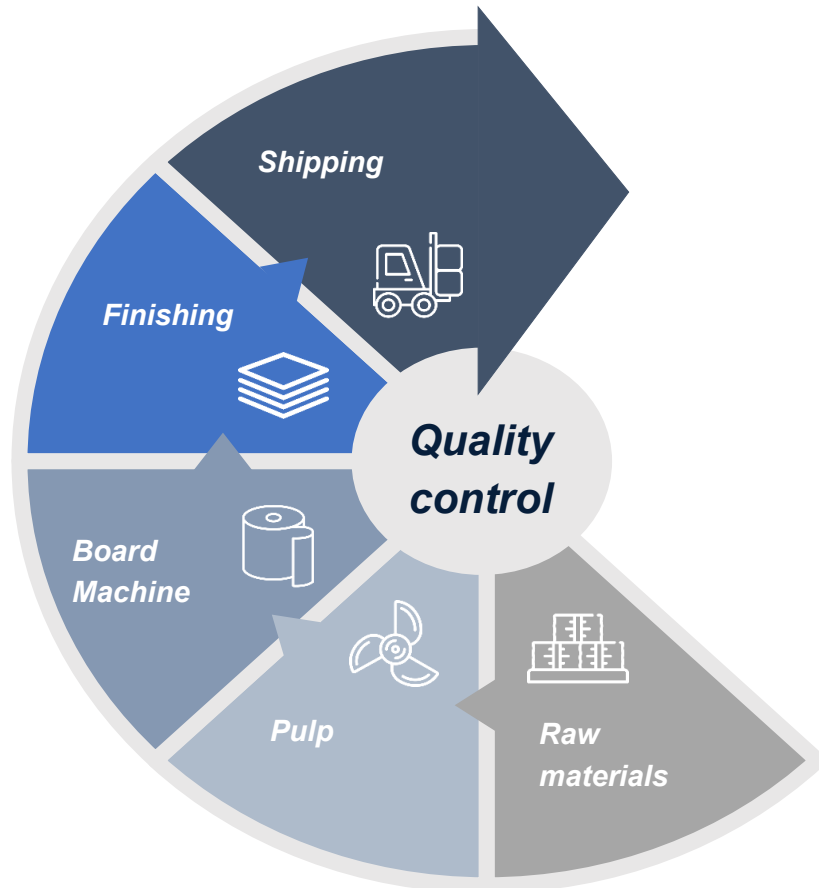 Shipping
Finishing
Quality
control
Board
Machine
Pulp
Raw
materials